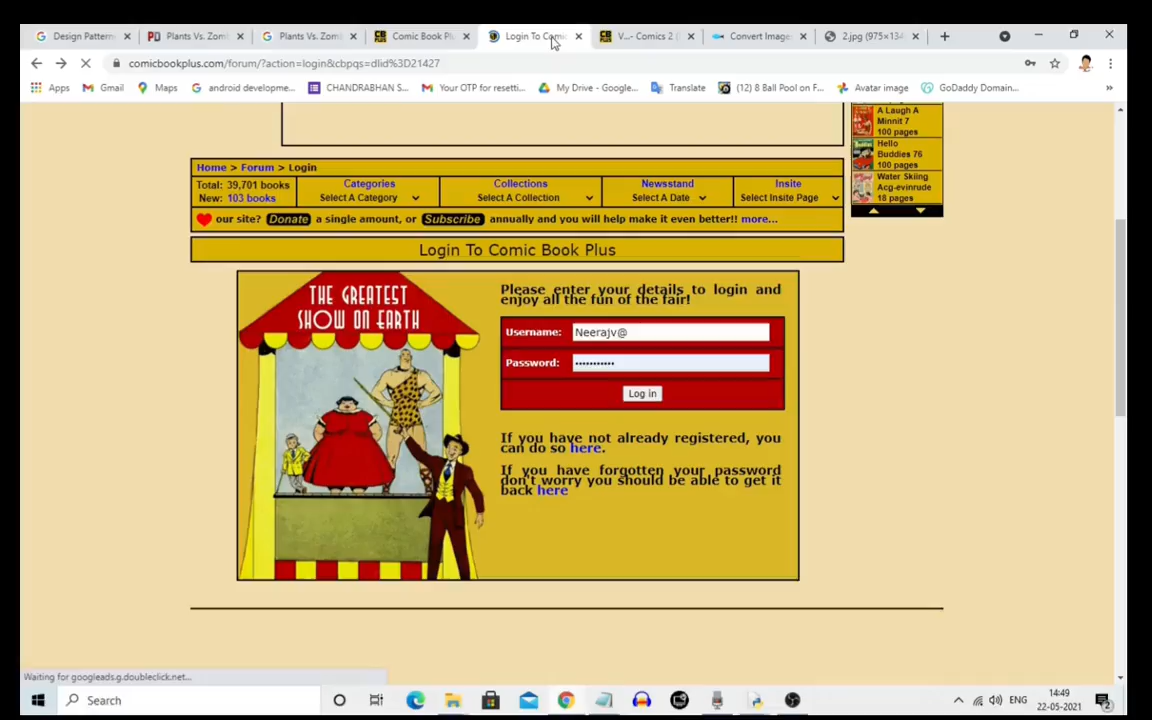 Design Pattern
Plants Vs. Zomb
Plants Vs. Zomb
Comic Book Pl
Login To Comic
V...- Comics 2 (
Convert Image
2.jpg (975×134
comicbookplus.com/forum/?action=login&cbpqs=dlid%3D21427
Apps
Gmail
Maps
android developme...
CHANDRABHAN S...
Your OTP for resetti...
My Drive - Google...
Translate
(12) 8 Ball Pool on F...
Avatar image
GoDaddy Domain...
A Laugh A
Minnit 7
100 pages
Hello
Buddies 76
100 pages
Water Skiing
Acg-evinrude
18 pages
Home > Forum > Login
Total: 39,701 books
New: 103 books
Categories
Select A Category
Collections
Select A Collection
Newsstand
Select A Date
Insite
Select Insite Page
our site? Donate a single amount, or Subscribe annually and you will help make it even better!! more...
Login To Comic Book Plus
THE GREATEST
SHOW ON EARTH
Please enter your details to login and
enjoy all the fun of the fair!
Username: Neerajv@
Password: •••••••••••
Log in
If you have not already registered, you
can do so here.
If you have forgotten your password
don't worry you should be able to get it
back here
Waiting for googleads.g.doubleclick.net...
Search
ENG
14:49
22-05-2021
2